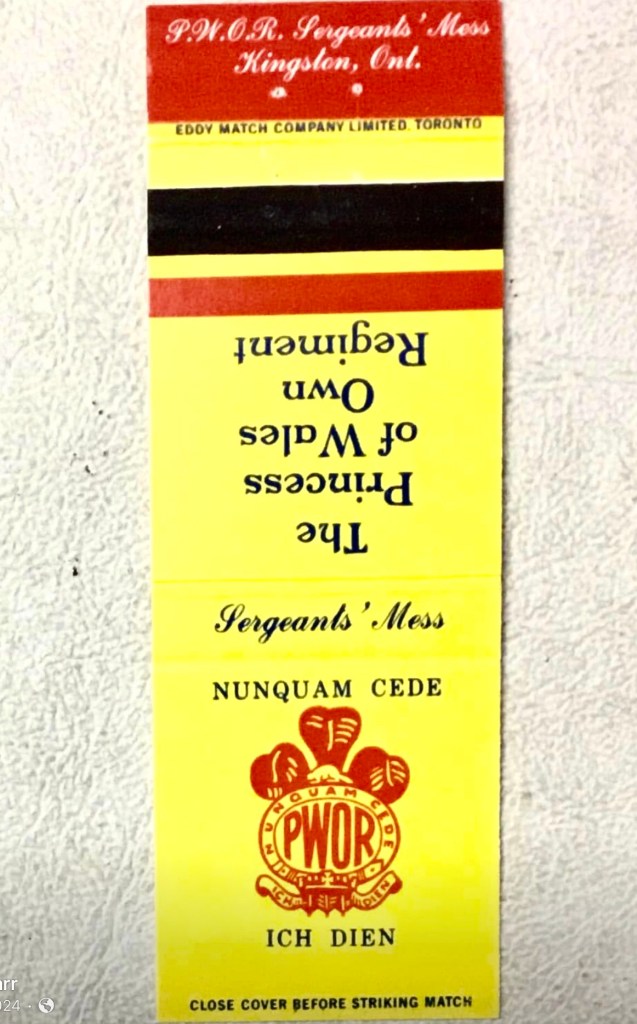 P.W.O.R. Sergeants' Mess
Kingston, Ont.
EDDY MATCH COMPANY LIMITED. TORONTO
The
Princess
of Wales
Own
Regiment
Sergeants' Mess
NUNQUAM CEDE
NUNQUAM CEDE
PWOR
ICH DIEN
ICH DIEN
CLOSE COVER BEFORE STRIKING MATCH